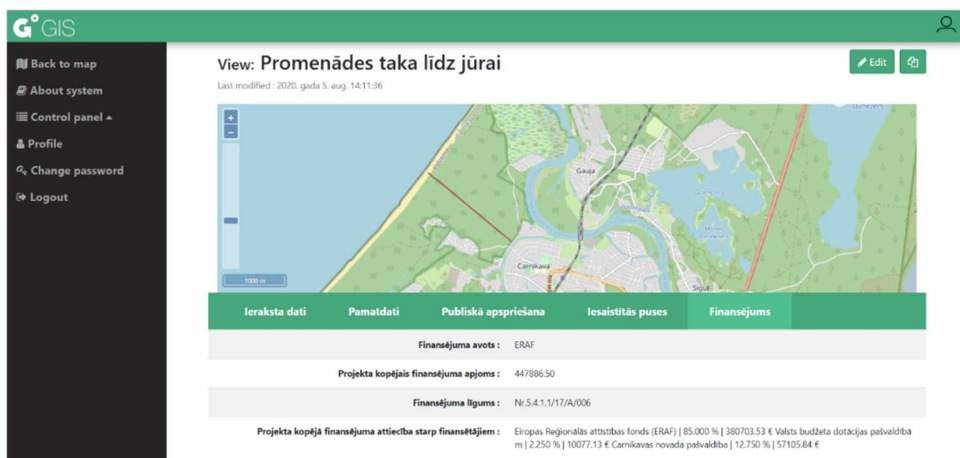 G° GIS
Back to map
About system
Control panel
Profile
Change password
Logout
View: Promenādes taka līdz jūrai
Edit
Last modified : 2020. gada 5. aug. 14:11:36
+
−
Gauja
Carnikava
Siguļi
1000 m
Ieraksta dati
Pamatdati
Publiskā apspriešana
Iesaistītās puses
Finansējums
Finansējuma avots : ERAF
Projekta kopējais finansējuma apjoms : 447886.50
Finansējuma līgums : Nr.5.4.1.1/17/A/006
Projekta kopējā finansējuma attiecība starp finansētājiem : Eiropas Reģionālās attīstības fonds (ERAF) | 85.000 % | 380703.53 € Valsts budžeta dotācijas pašvaldībā
m | 2.250 % | 10077.13 € Carnikavas novada pašvaldība | 12.750 % | 57105.84 €